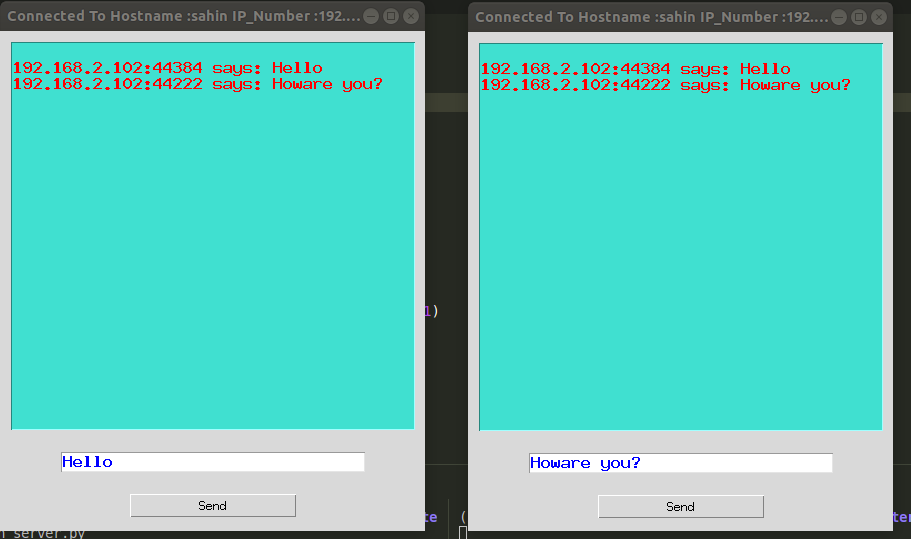 Connected To Hostname :sahin IP_Number :192....
192.168.2.102:44384 says: Hello
192.168.2.102:44222 says: Howare you?
Hello
Send
Connected To Hostname :sahin IP_Number :192....
192.168.2.102:44384 says: Hello
192.168.2.102:44222 says: Howare you?
Howare you?
Send
1)
te
(
ter
n server.py